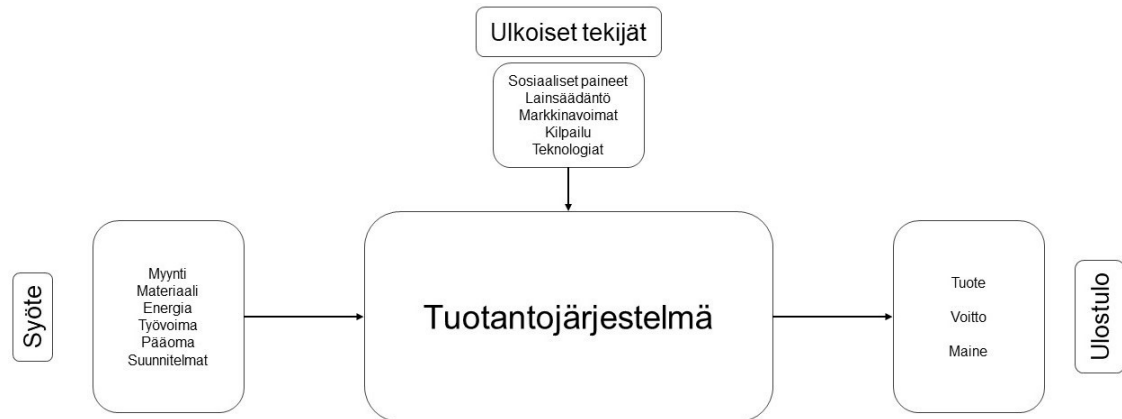 Ulkoiset tekijät
Sosiaaliset paineet
Lainsäädäntö
Markkinavoimat
Kilpailu
Teknologiat
Syöte
Myynti
Materiaali
Energia
Työvoima
Pääoma
Suunnitelmat
Tuotantojärjestelmä
Tuote
Voitto
Maine
Ulostulo